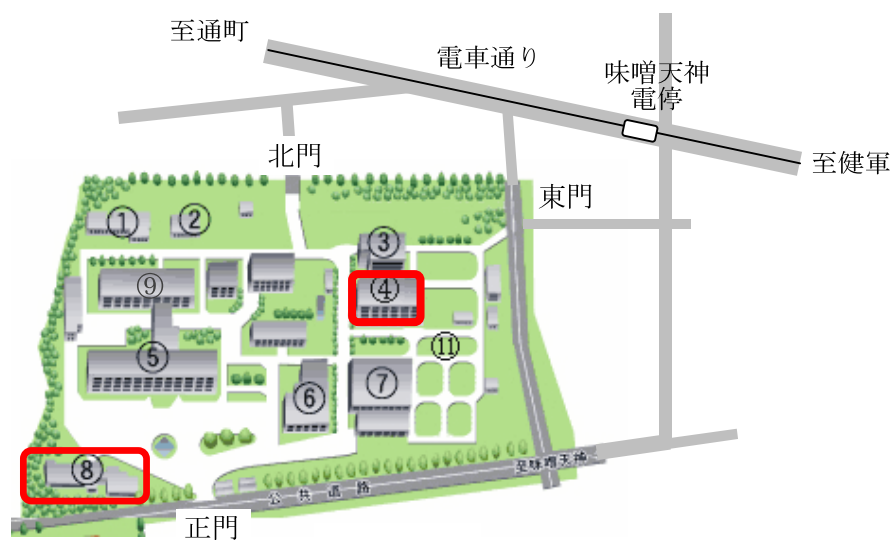 至通町
電車通り
味噌天神
電停
至健軍
北門
東門
①
②
③
④
⑨
⑤
⑪
⑥
⑦
⑧
至味噌天神
公共道路
正門